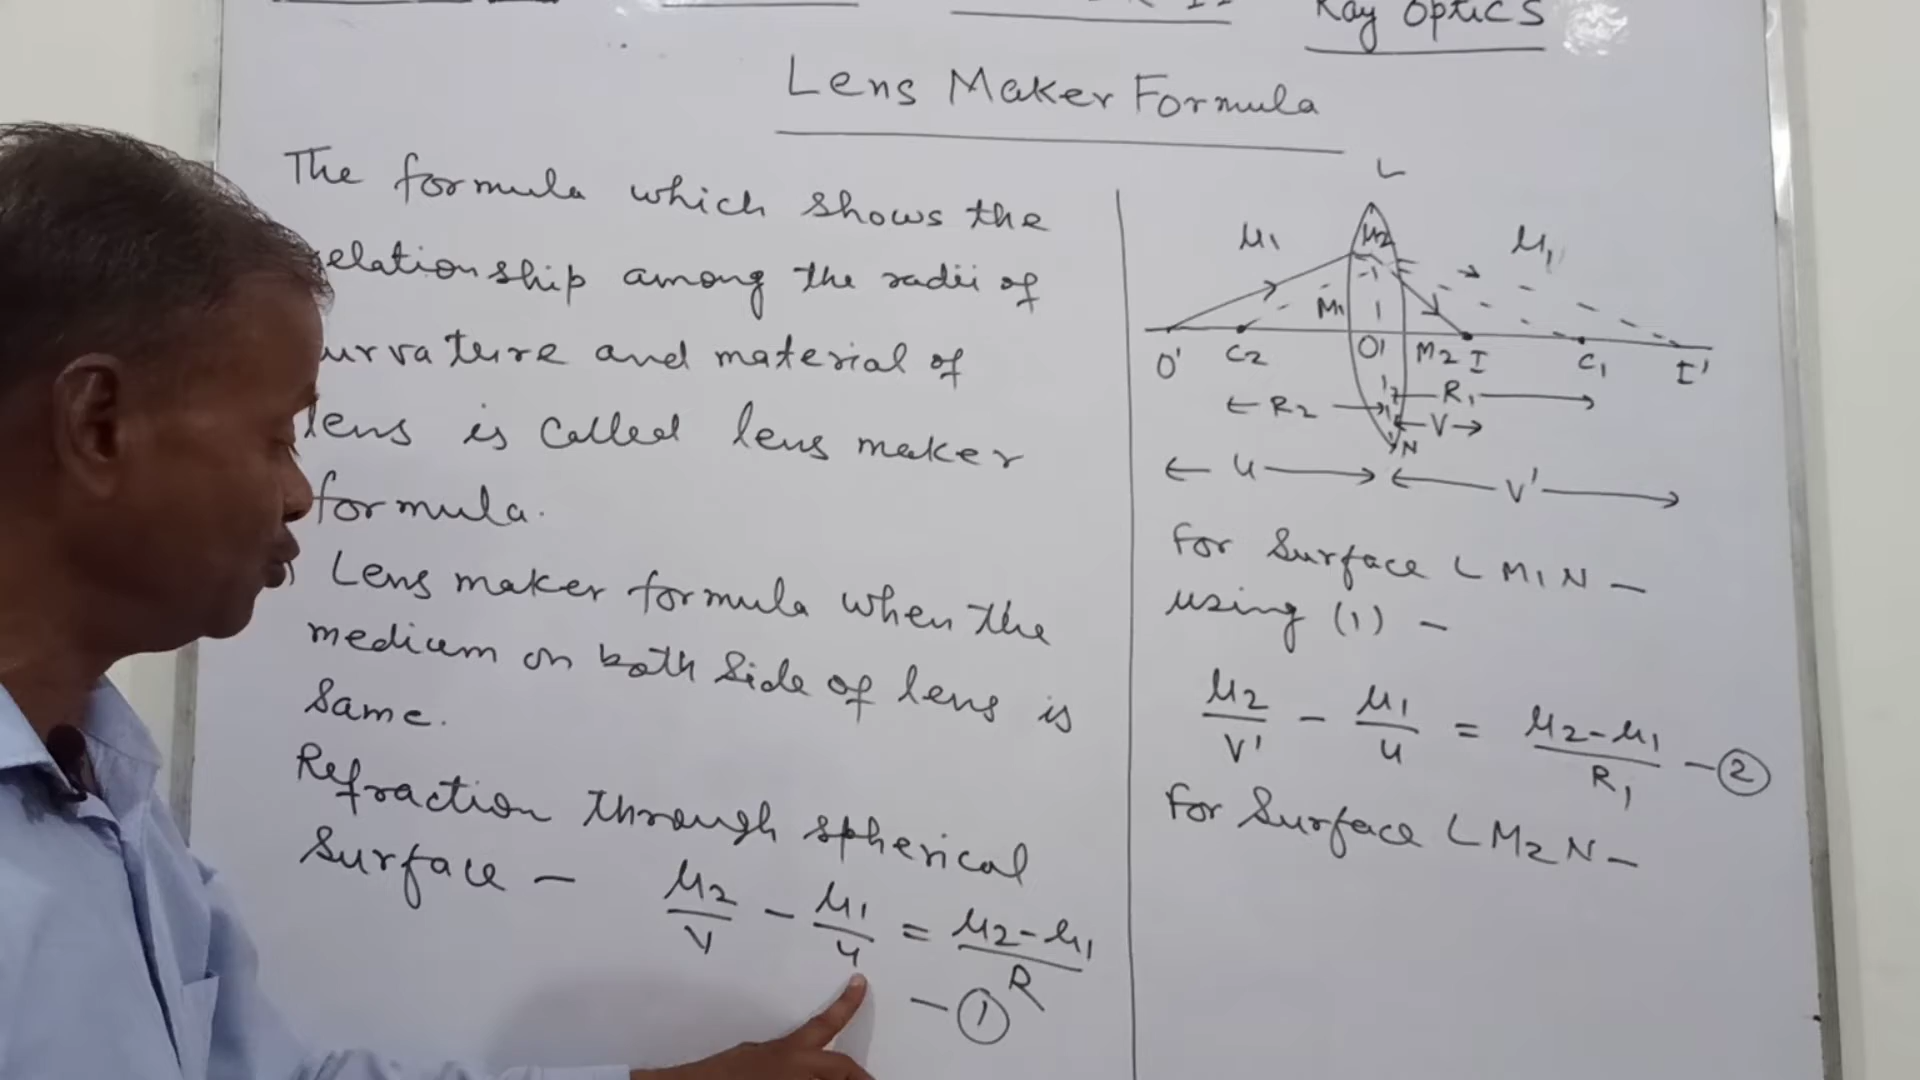 Ray Optics
Lens Maker Formula
The formula which shows the
relationship among the radii of
urvature and material of
lens is called lens maker
formula.
Lens maker formula when the
medium on both side of lens is
same.
Refraction through spherical
Surface – μ2/v – μ1/u = μ2-μ1/R
– ①
L
μ1 μ2 μ1
M1
O' C2 O1 M2 I C1 I'
R2 R1
V
N
u V'
For Surface LM1N –
using (1) –
μ2/V' – μ1/u = μ2-μ1/R1 – ②
For Surface LM2N –